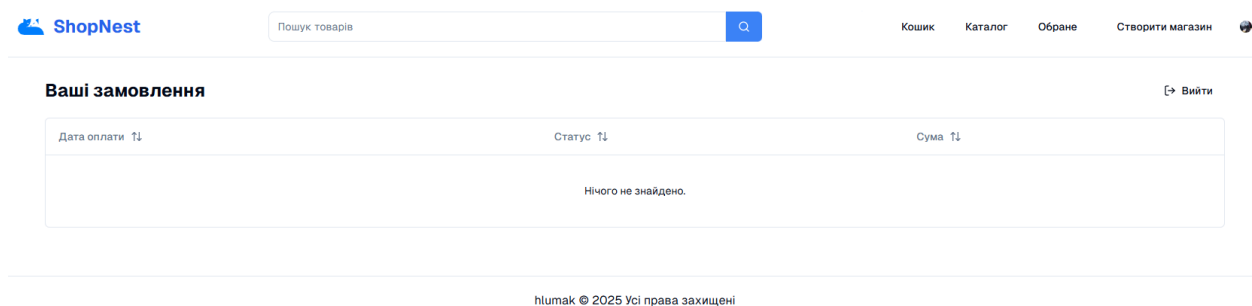 ShopNest
Пошук товарів
Кошик Каталог Обране Створити магазин
Ваші замовлення
Вийти
Дата оплати Статус Сума
Нічого не знайдено.
hlumak © 2025 Усі права захищені